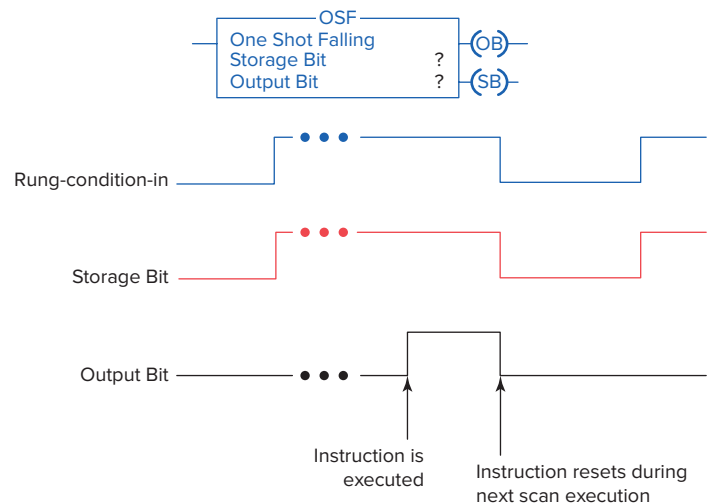 OSF
One Shot Falling
Storage Bit ?
Output Bit ?
OB
SB
Rung-condition-in
Storage Bit
Output Bit
Instruction is
executed
Instruction resets during
next scan execution